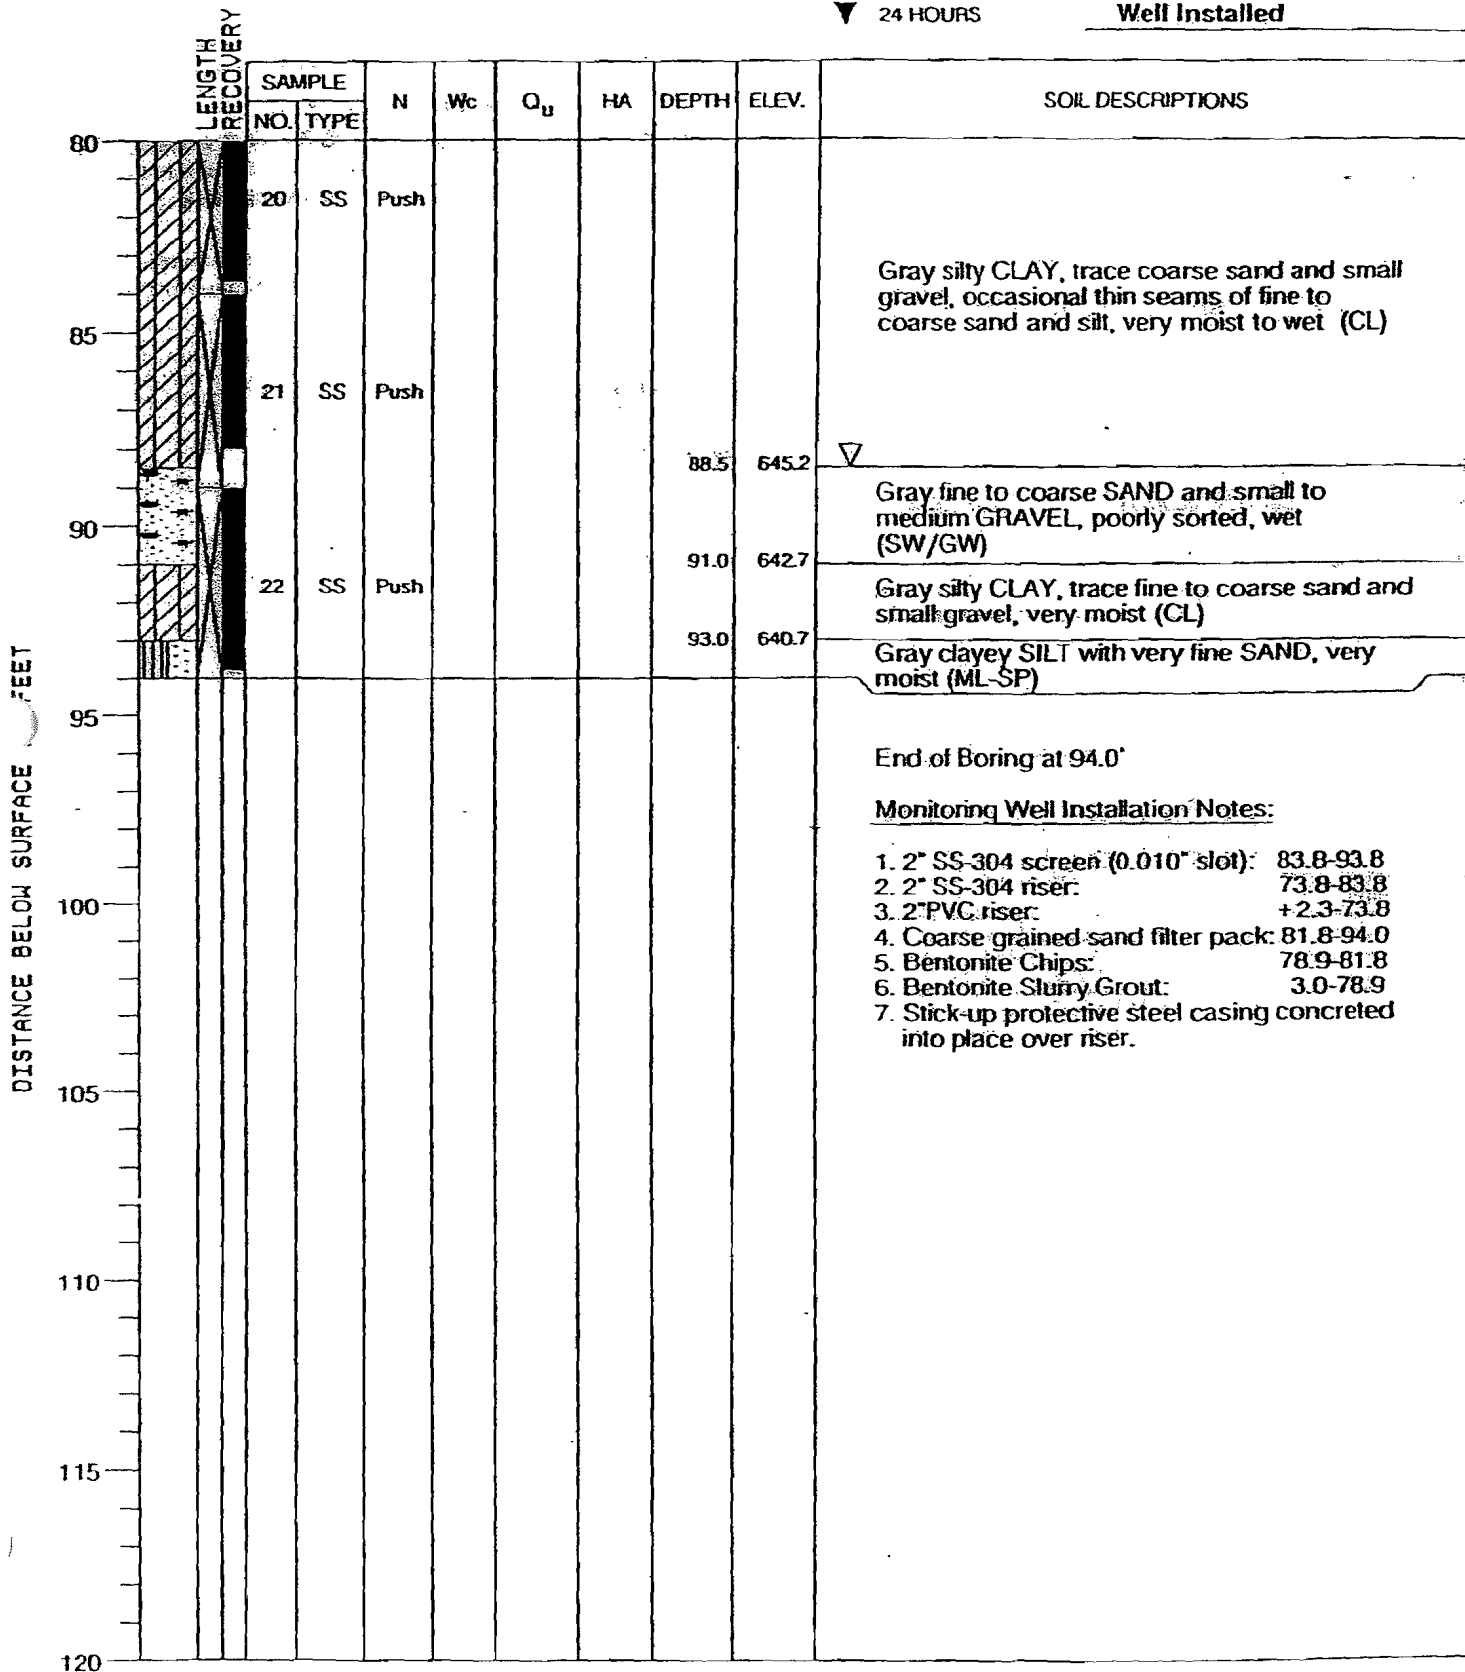 ▼ 24 HOURS Well Installed
LENGTH
RECOVERY
SAMPLE
NO. TYPE N Wc Qu HA DEPTH ELEV. SOIL DESCRIPTIONS
80
20 SS Push
Gray silty CLAY, trace coarse sand and small
gravel, occasional thin seams of fine to
coarse sand and silt, very moist to wet (CL)
85
21 SS Push
88.5 645.2
Gray fine to coarse SAND and small to
medium GRAVEL, poorly sorted, wet
(SW/GW)
90
91.0 642.7
22 SS Push
Gray silty CLAY, trace fine to coarse sand and
small gravel, very moist (CL)
93.0 640.7
Gray clayey SILT with very fine SAND, very
moist (ML-SP)
95
End of Boring at 94.0'
Monitoring Well Installation Notes:
1. 2" SS-304 screen (0.010" slot): 83.8-93.8
2. 2" SS-304 riser: 73.8-83.8
100
3. 2"PVC riser: +2.3-73.8
4. Coarse grained sand filter pack: 81.8-94.0
5. Bentonite Chips: 78.9-81.8
6. Bentonite Slurry Grout: 3.0-78.9
7. Stick-up protective steel casing concreted
into place over riser.
105
110
115
120
DISTANCE BELOW SURFACE FEET